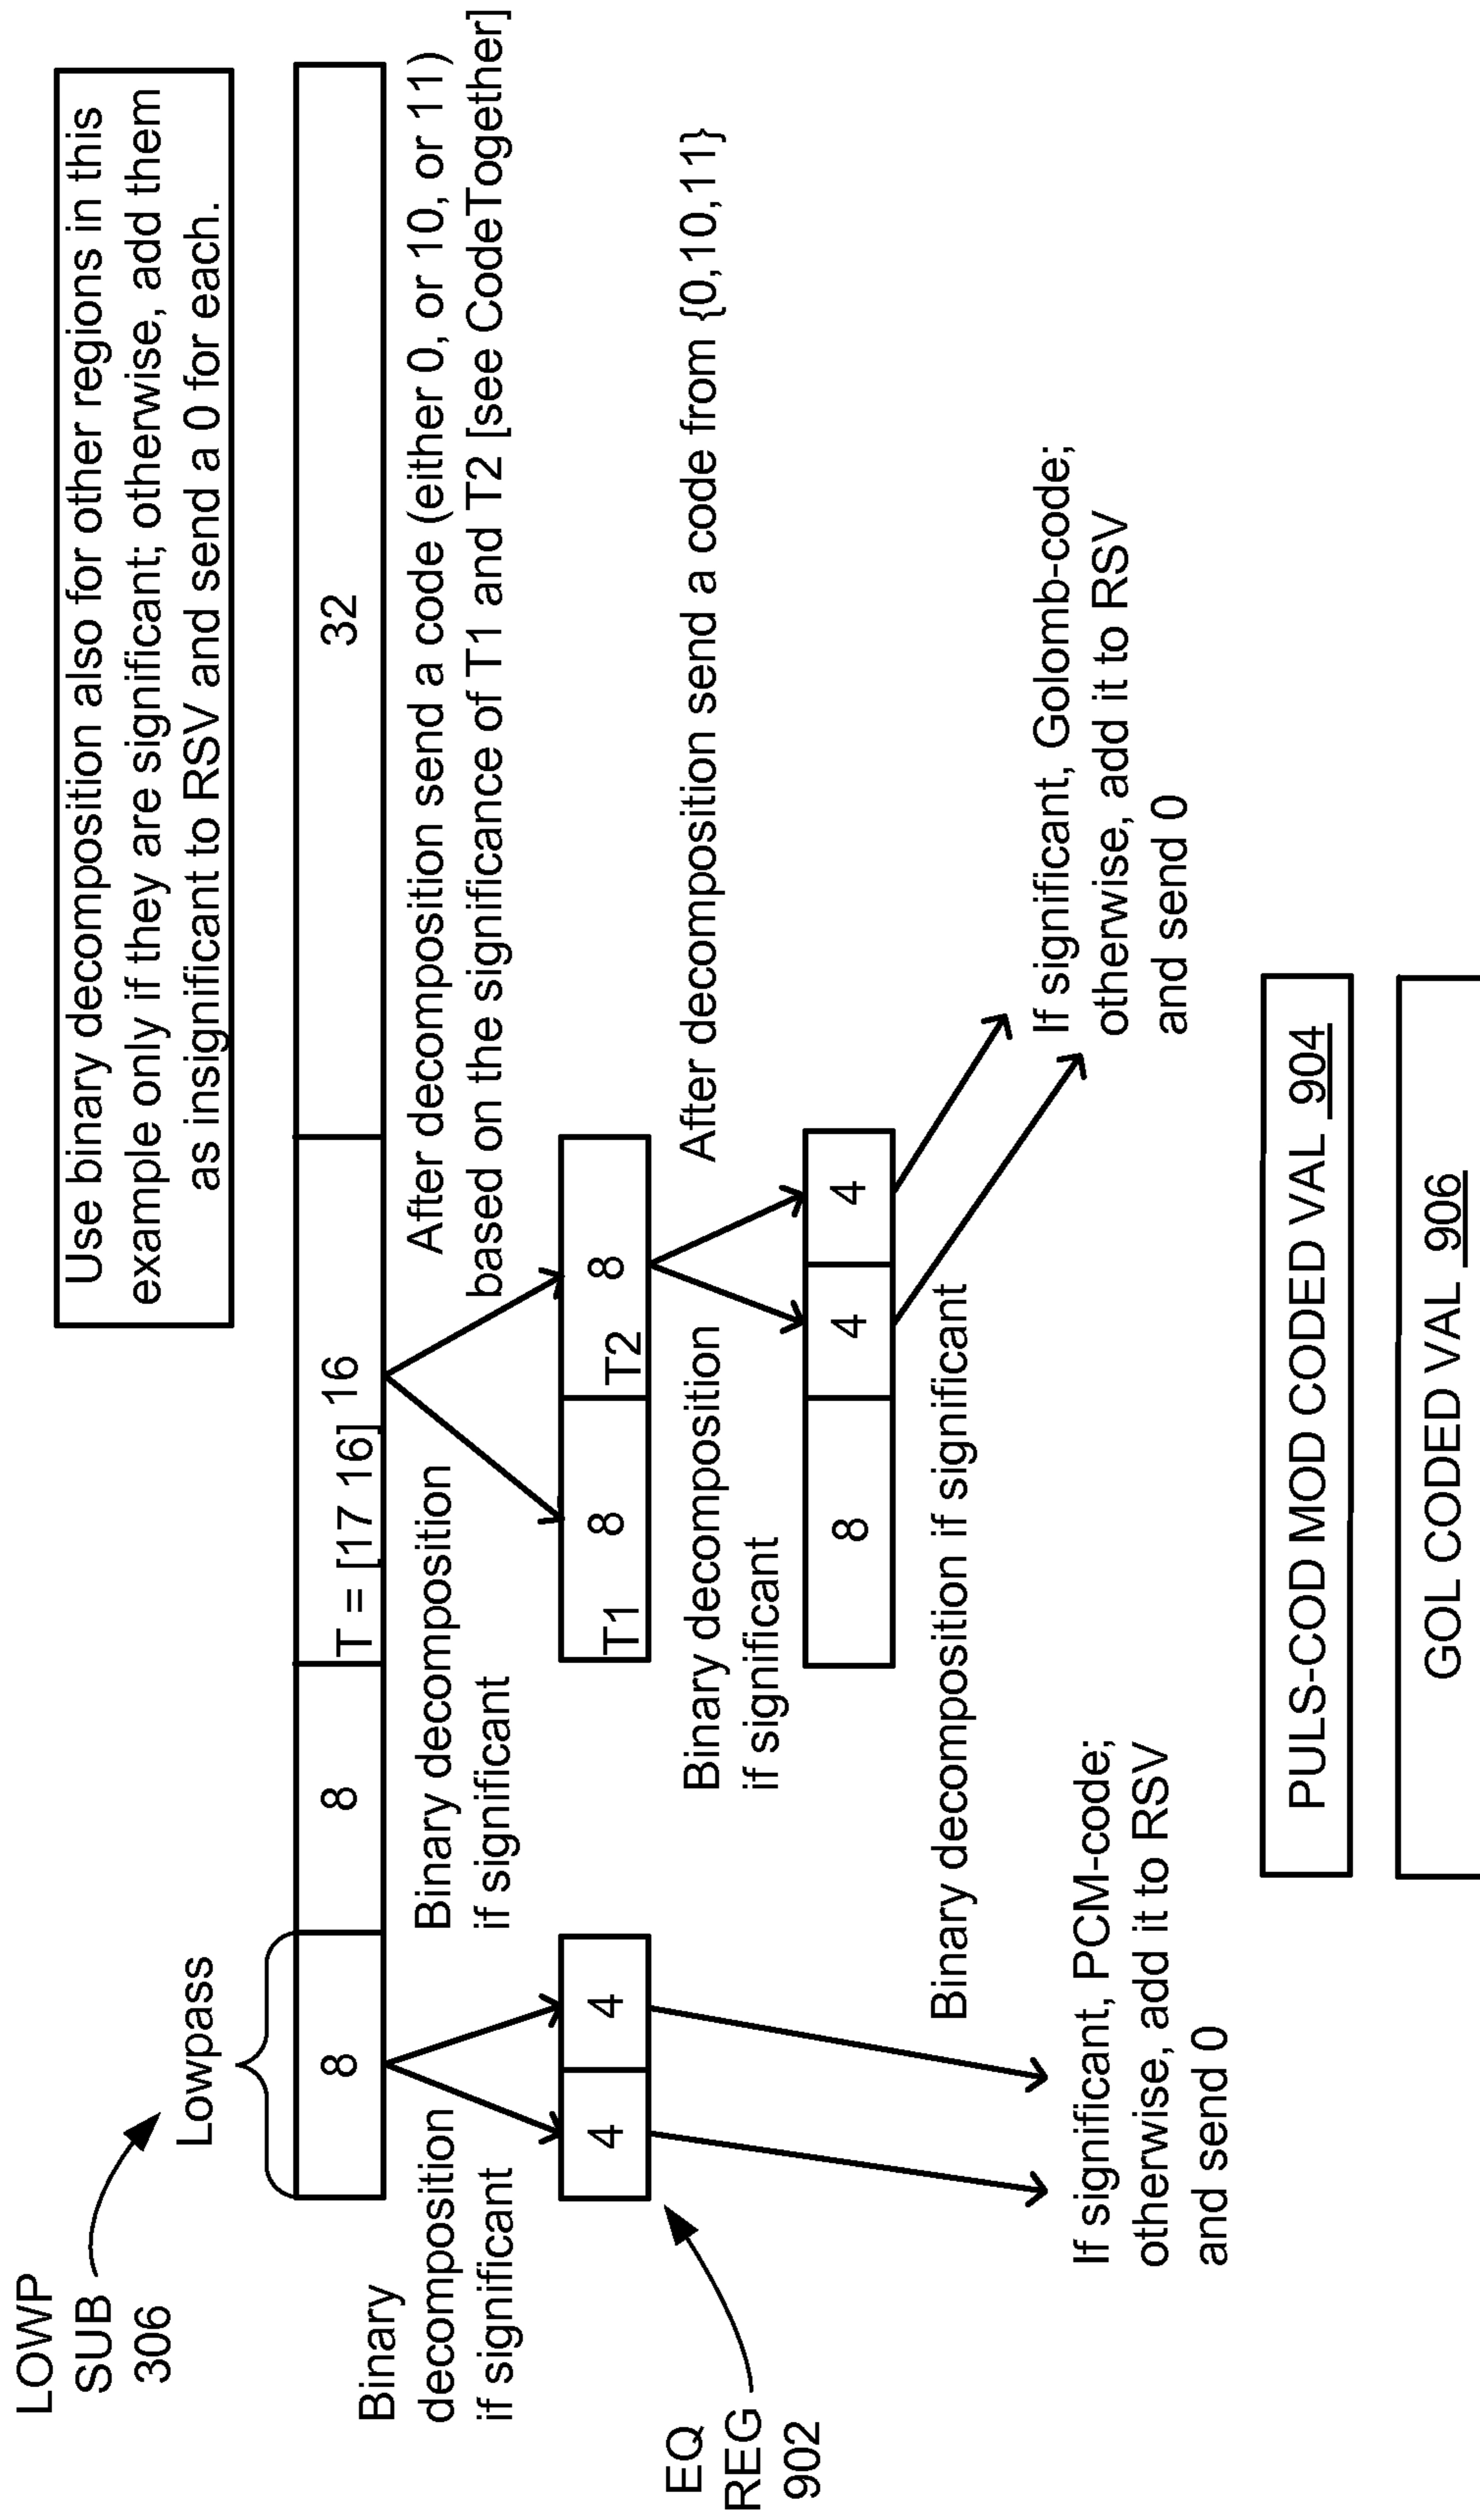 Use binary decomposition also for other regions in this
example only if they are significant; otherwise, add them
as insignificant to RSV and send a 0 for each.
LOWP
SUB
306
Lowpass
8
8
T = [17 16] 16
32
Binary
decomposition
if significant
Binary decomposition
if significant
After decomposition send a code (either 0, or 10, or 11)
based on the significance of T1 and T2 [see CodeTogether]
EQ
REG
902
4
4
T1
8
T2
8
Binary decomposition
if significant
After decomposition send a code from {0,10,11}
8
4
4
Binary decomposition if significant
If significant, PCM-code;
otherwise, add it to RSV
and send 0
If significant, Golomb-code;
otherwise, add it to RSV
and send 0
PULS-COD MOD CODED VAL 904
GOL CODED VAL 906